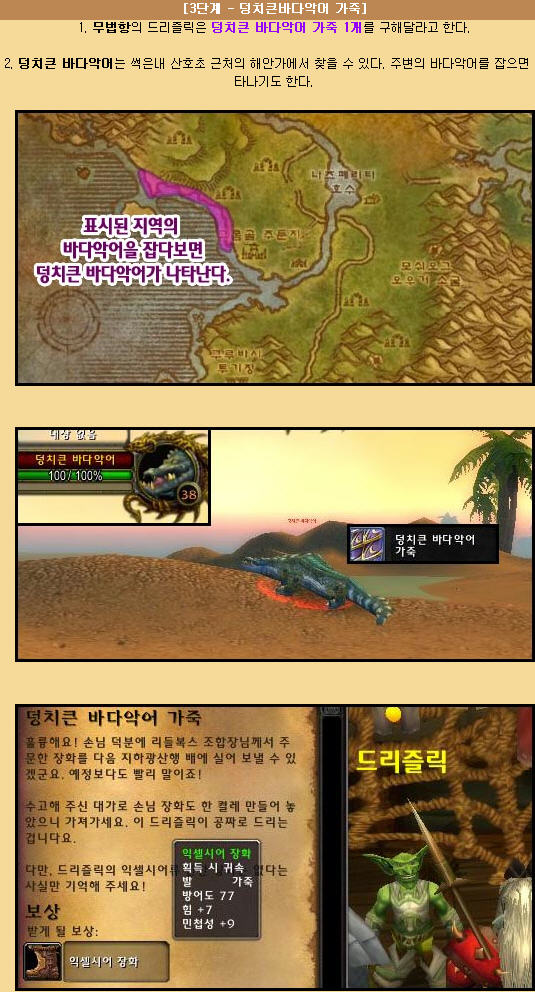 [3단계 - 덩치큰바다악어 가죽]
1. 무법항의 드리즐릭은 덩치큰 바다악어 가죽 1개를 구해달라고 한다.
2. 덩치큰 바다악어는 썩은내 산호초 근처의 해안가에서 찾을 수 있다. 주변의 바다악어를 잡으면
타나기도 한다.
나즈페리티
호수
표시된 지역의
바다악어을 잡다보면
덩치큰 바다악어가 나타난다.
줄 주둔지
모쉬오그
오우거 소굴
구루바시
투기장
대상 없음
덩치큰 바다악어
100 / 100%
38
덩치큰 바다악어
가죽
덩치큰 바다악어 가죽
훌륭해요! 손님 덕분에 리들북스 조합장님께서 주
문한 장화를 다음 지하광산행 배에 실어 보낼 수 있
겠군요. 예정보다도 빨리 말이죠!
수고해 주신 대가로 손님 장화도 한 켤레 만들어 놓
았으니 가져가세요. 이 드리즐릭이 공짜로 드리는
겁니다요.
다만, 드리즐릭의 익셀시어 없다는
사실만 기억해 주세요!
보상
받게 될 보상:
익셀시어 장화
익셀시어 장화
획득 시 귀속
발 가죽
방어도 77
힘 +7
민첩성 +9
드리즐릭